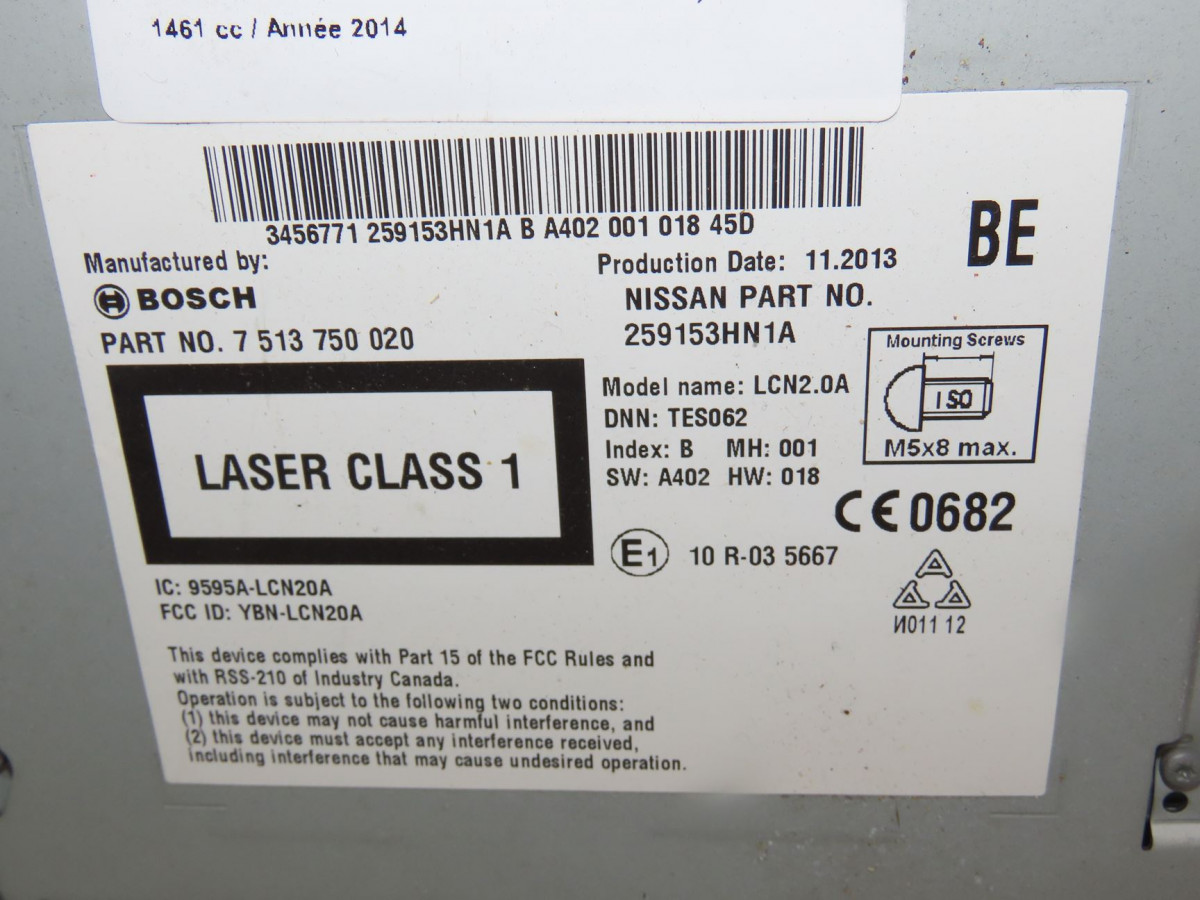 1461 cc / Année 2014
3456771 259153HN1A B A402 001 018 45D
BE
Manufactured by:
BOSCH
PART NO. 7 513 750 020
Production Date: 11.2013
NISSAN PART NO.
259153HN1A
Mounting Screws
ISO
M5x8 max.
LASER CLASS 1
Model name: LCN2.0A
DNN: TES062
Index: B MH: 001
SW: A402 HW: 018
CE0682
E1 10 R-03 5667
И011 12
IC: 9595A-LCN20A
FCC ID: YBN-LCN20A
This device complies with Part 15 of the FCC Rules and
with RSS-210 of Industry Canada.
Operation is subject to the following two conditions:
(1) this device may not cause harmful interference, and
(2) this device must accept any interference received,
including interference that may cause undesired operation.